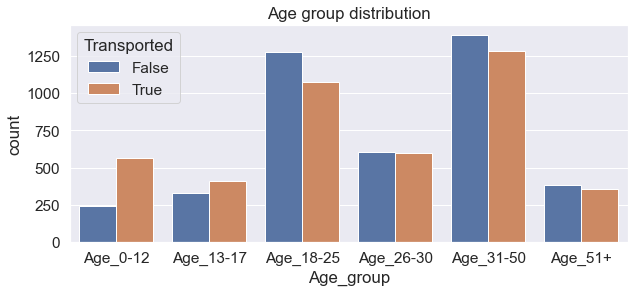 Age group distribution
Transported
False
True
1250
1000
750
500
250
0
count
Age_0-12 Age_13-17 Age_18-25 Age_26-30 Age_31-50 Age_51+
Age_group